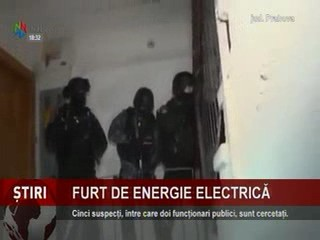 jud. Prahova
18:32
ȘTIRI
FURT DE ENERGIE ELECTRICĂ
Cinci suspecți, între care doi funcționari publici, sunt cercetați.